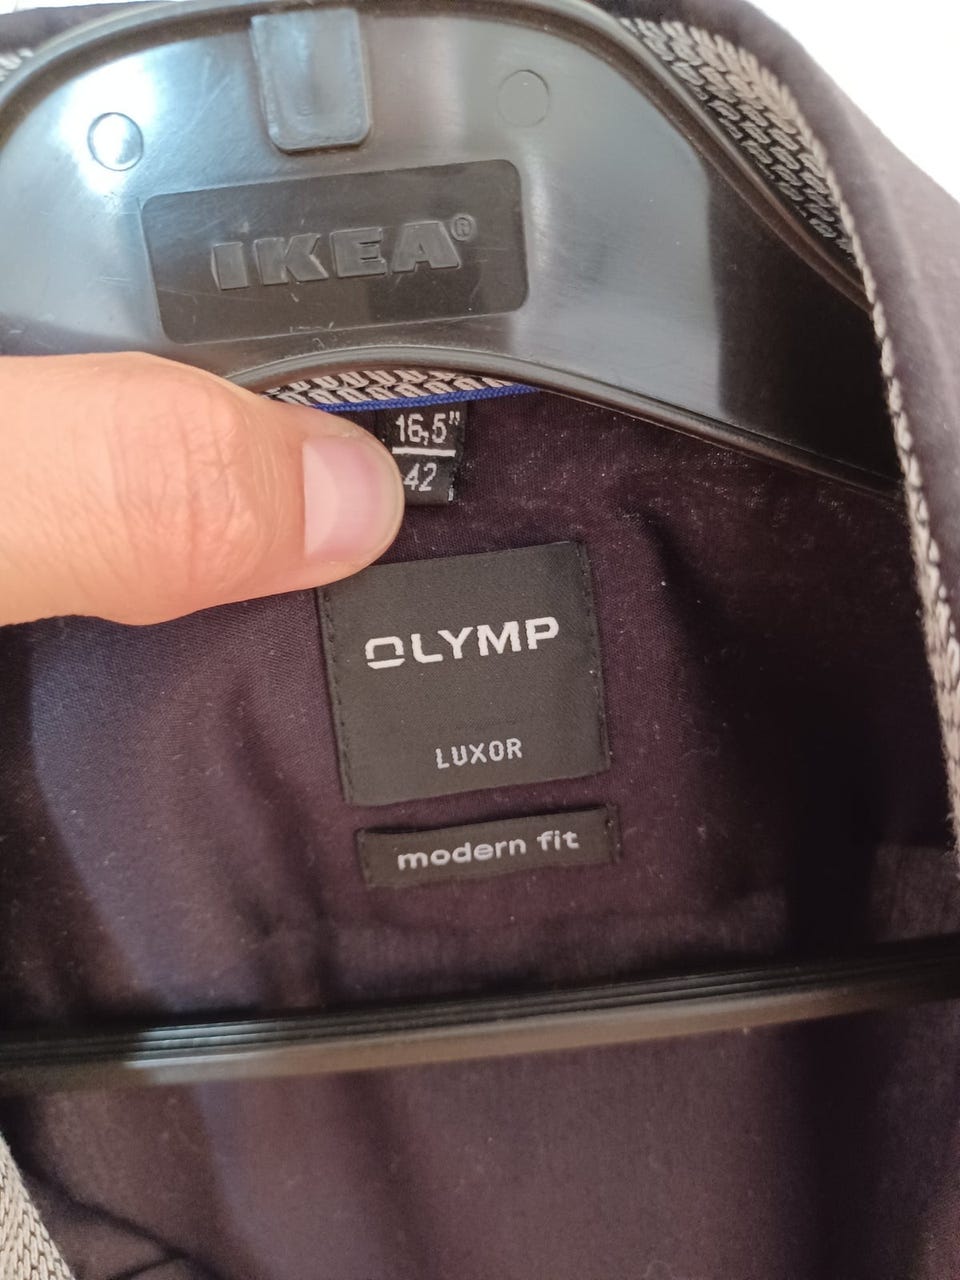 IKEA®
16,5"
42
OLYMP
LUXOR
modern fit